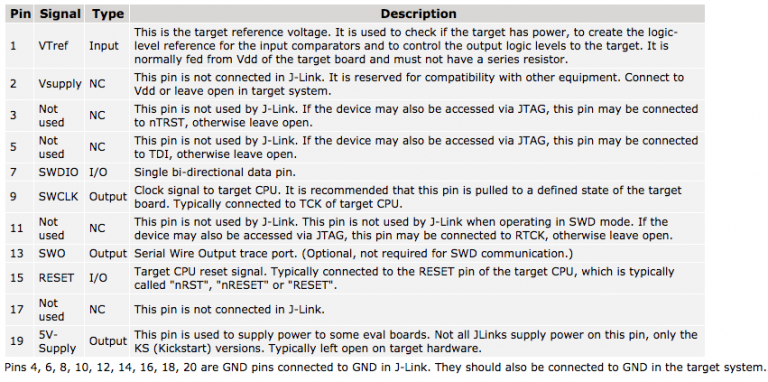 Pin Signal Type Description
This is the target reference voltage. It is used to check if the target has power, to create the logic-
1 VTref Input level reference for the input comparators and to control the output logic levels to the target. It is
normally fed from Vdd of the target board and must not have a series resistor.
2 Vsupply NC This pin is not connected in J-Link. It is reserved for compatibility with other equipment. Connect to
Vdd or leave open in target system.
3 Not used NC This pin is not used by J-Link. If the device may also be accessed via JTAG, this pin may be connected
to nTRST, otherwise leave open.
5 Not used NC This pin is not used by J-Link. If the device may also be accessed via JTAG, this pin may be connected
to TDI, otherwise leave open.
7 SWDIO I/O Single bi-directional data pin.
9 SWCLK Output Clock signal to target CPU. It is recommended that this pin is pulled to a defined state of the target
board. Typically connected to TCK of target CPU.
11 Not used NC This pin is not used by J-Link. This pin is not used by J-Link when operating in SWD mode. If the
device may also be accessed via JTAG, this pin may be connected to RTCK, otherwise leave open.
13 SWO Output Serial Wire Output trace port. (Optional, not required for SWD communication.)
15 RESET I/O Target CPU reset signal. Typically connected to the RESET pin of the target CPU, which is typically
called "nRST", "nRESET" or "RESET".
17 Not used NC This pin is not connected in J-Link.
19 5V-Supply Output This pin is used to supply power to some eval boards. Not all JLinks supply power on this pin, only the
KS (Kickstart) versions. Typically left open on target hardware.
Pins 4, 6, 8, 10, 12, 14, 16, 18, 20 are GND pins connected to GND in J-Link. They should also be connected to GND in the target system.